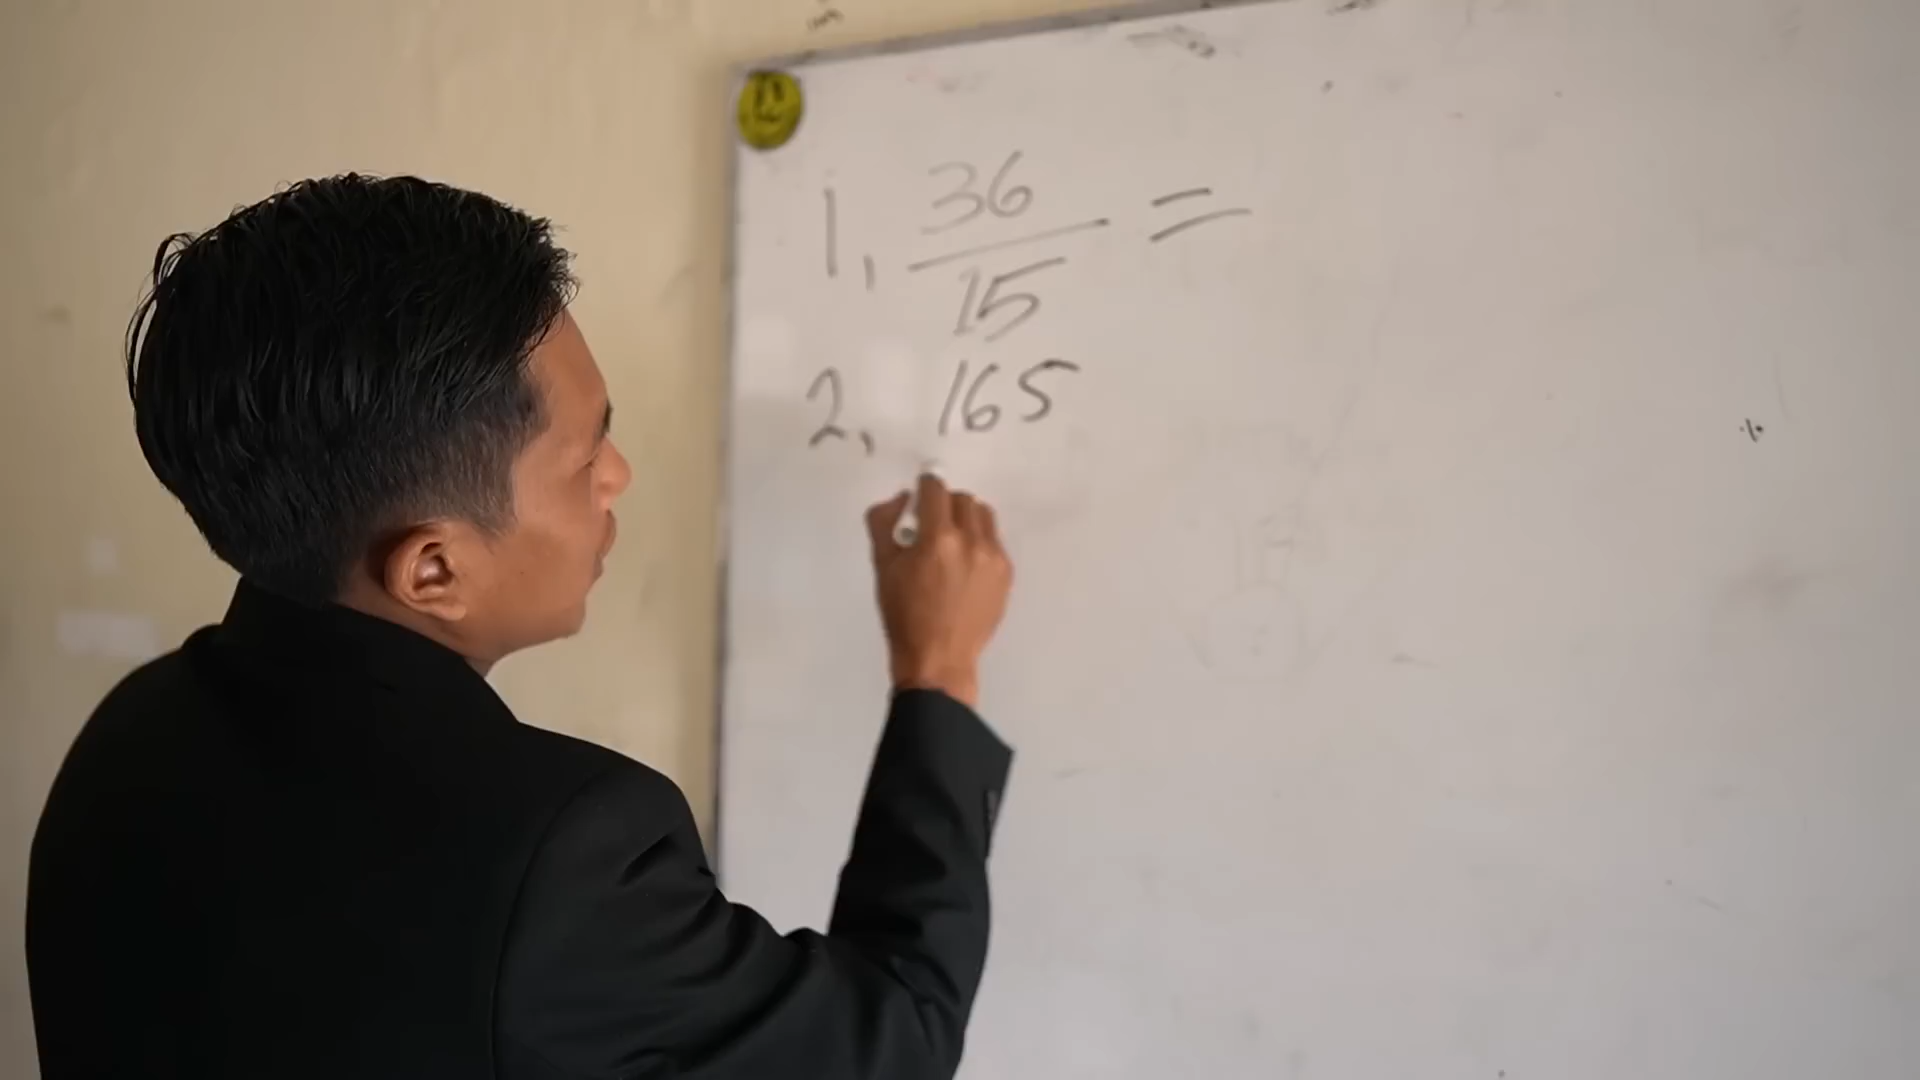 1, 36
15 =
2, 165